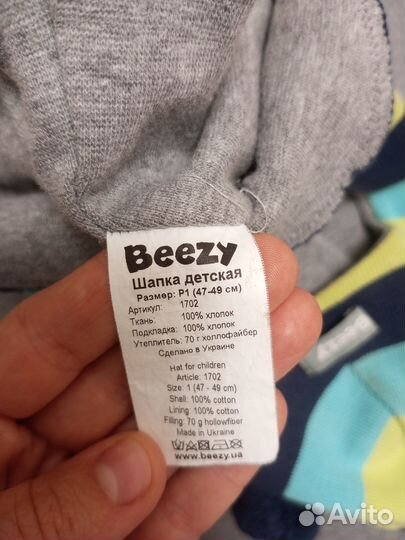 Beezy
Шапка детская
Размер: Р1 (47-49 см)
Артикул: 1702
Ткань: 100% хлопок
Подкладка: 100% хлопок
Утеплитель: 70 г холлофайбер
Сделано в Украине
Hat for children
Article: 1702
Size: 1 (47 - 49 cm)
Shell: 100% cotton
Lining: 100% cotton
Filling: 70 g hollowfiber
Made in Ukraine
www.beezy.ua
Avito